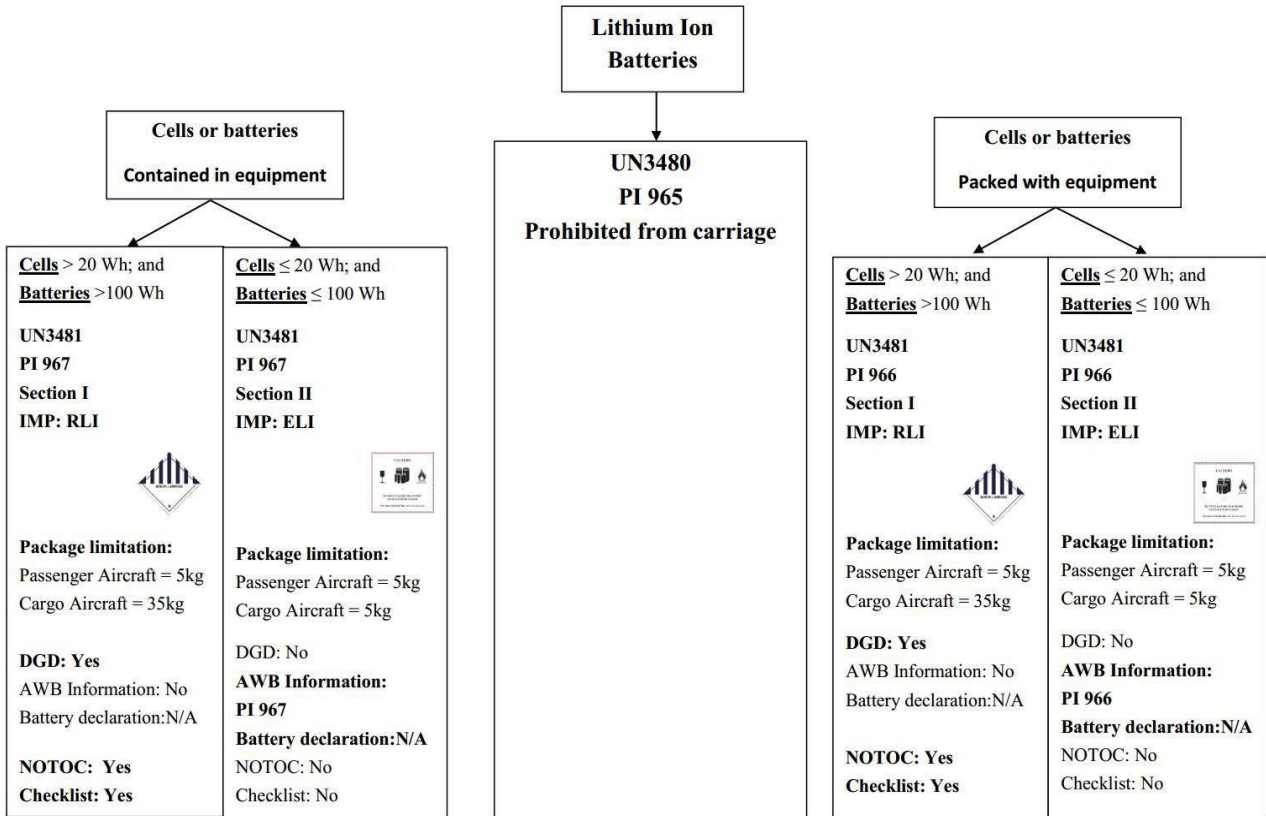 Lithium Ion
Batteries
Cells or batteries
Contained in equipment
Cells > 20 Wh; and
Batteries >100 Wh
UN3481
PI 967
Section I
IMP: RLI
Package limitation:
Passenger Aircraft = 5kg
Cargo Aircraft = 35kg
DGD: Yes
AWB Information: No
Battery declaration:N/A
NOTOC: Yes
Checklist: Yes
Cells ≤ 20 Wh; and
Batteries ≤ 100 Wh
UN3481
PI 967
Section II
IMP: ELI
Package limitation:
Passenger Aircraft = 5kg
Cargo Aircraft = 5kg
DGD: No
AWB Information:
PI 967
Battery declaration:N/A
NOTOC: No
Checklist: No
UN3480
PI 965
Prohibited from carriage
Cells or batteries
Packed with equipment
Cells > 20 Wh; and
Batteries >100 Wh
UN3481
PI 966
Section I
IMP: RLI
Package limitation:
Passenger Aircraft = 5kg
Cargo Aircraft = 35kg
DGD: Yes
AWB Information: No
Battery declaration:N/A
NOTOC: Yes
Checklist: Yes
Cells ≤ 20 Wh; and
Batteries ≤ 100 Wh
UN3481
PI 966
Section II
IMP: ELI
Package limitation:
Passenger Aircraft = 5kg
Cargo Aircraft = 5kg
DGD: No
AWB Information:
PI 966
Battery declaration:N/A
NOTOC: No
Checklist: No